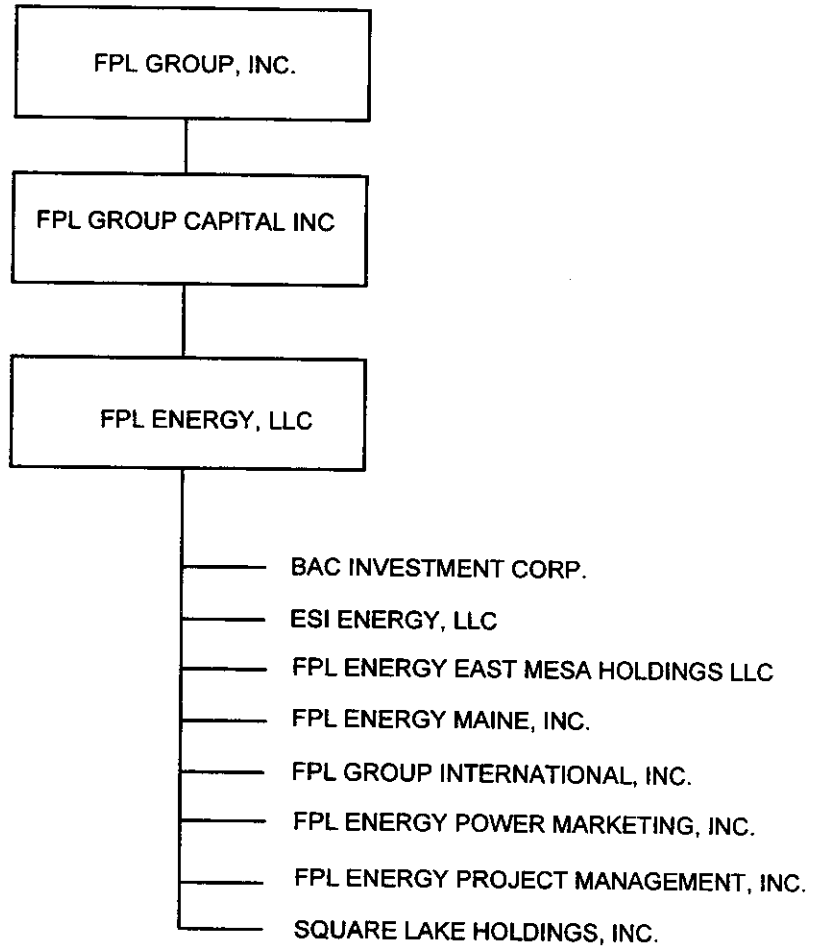 FPL GROUP, INC.
FPL GROUP CAPITAL INC
FPL ENERGY, LLC
BAC INVESTMENT CORP.
ESI ENERGY, LLC
FPL ENERGY EAST MESA HOLDINGS LLC
FPL ENERGY MAINE, INC.
FPL GROUP INTERNATIONAL, INC.
FPL ENERGY POWER MARKETING, INC.
FPL ENERGY PROJECT MANAGEMENT, INC.
SQUARE LAKE HOLDINGS, INC.